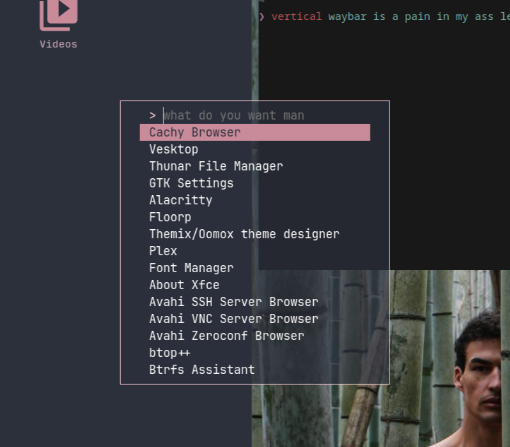 ❯ vertical waybar is a pain in my ass
Videos
> what do you want man
Cachy Browser
Vesktop
Thunar File Manager
GTK Settings
Alacritty
Floorp
Themix/Oomox theme designer
Plex
Font Manager
About Xfce
Avahi SSH Server Browser
Avahi VNC Server Browser
Avahi Zeroconf Browser
btop++
Btrfs Assistant